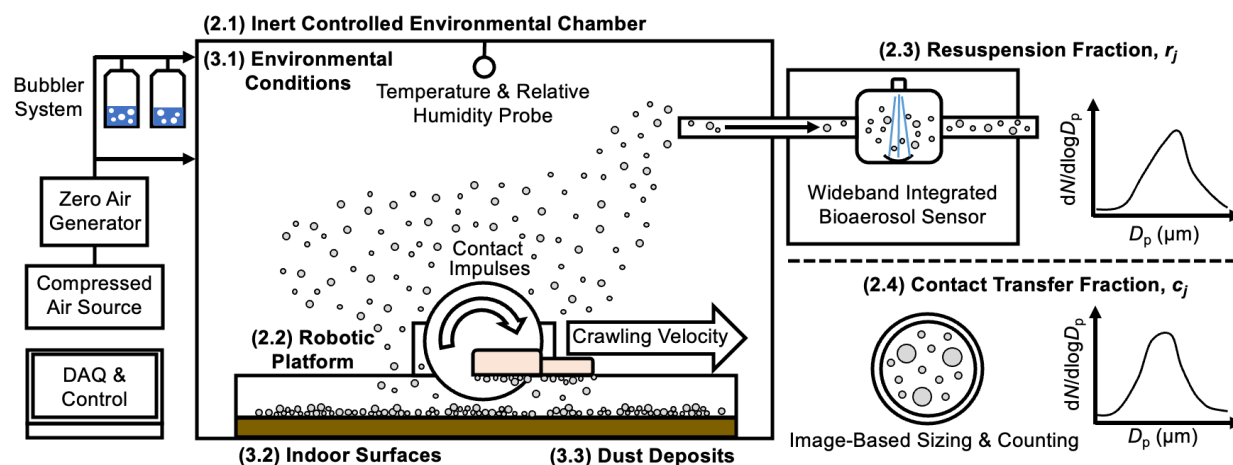 (2.1) Inert Controlled Environmental Chamber
(3.1) Environmental
Conditions
Bubbler
System
Temperature & Relative
Humidity Probe
Zero Air
Generator
Compressed
Air Source
DAQ &
Control
Contact
Impulses
(2.2) Robotic
Platform
Crawling Velocity
(3.2) Indoor Surfaces
(3.3) Dust Deposits
(2.3) Resuspension Fraction, rj
Wideband Integrated
Bioaerosol Sensor
dN/dlogDp
Dp (µm)
(2.4) Contact Transfer Fraction, cj
Image-Based Sizing & Counting
dN/dlogDp
Dp (µm)